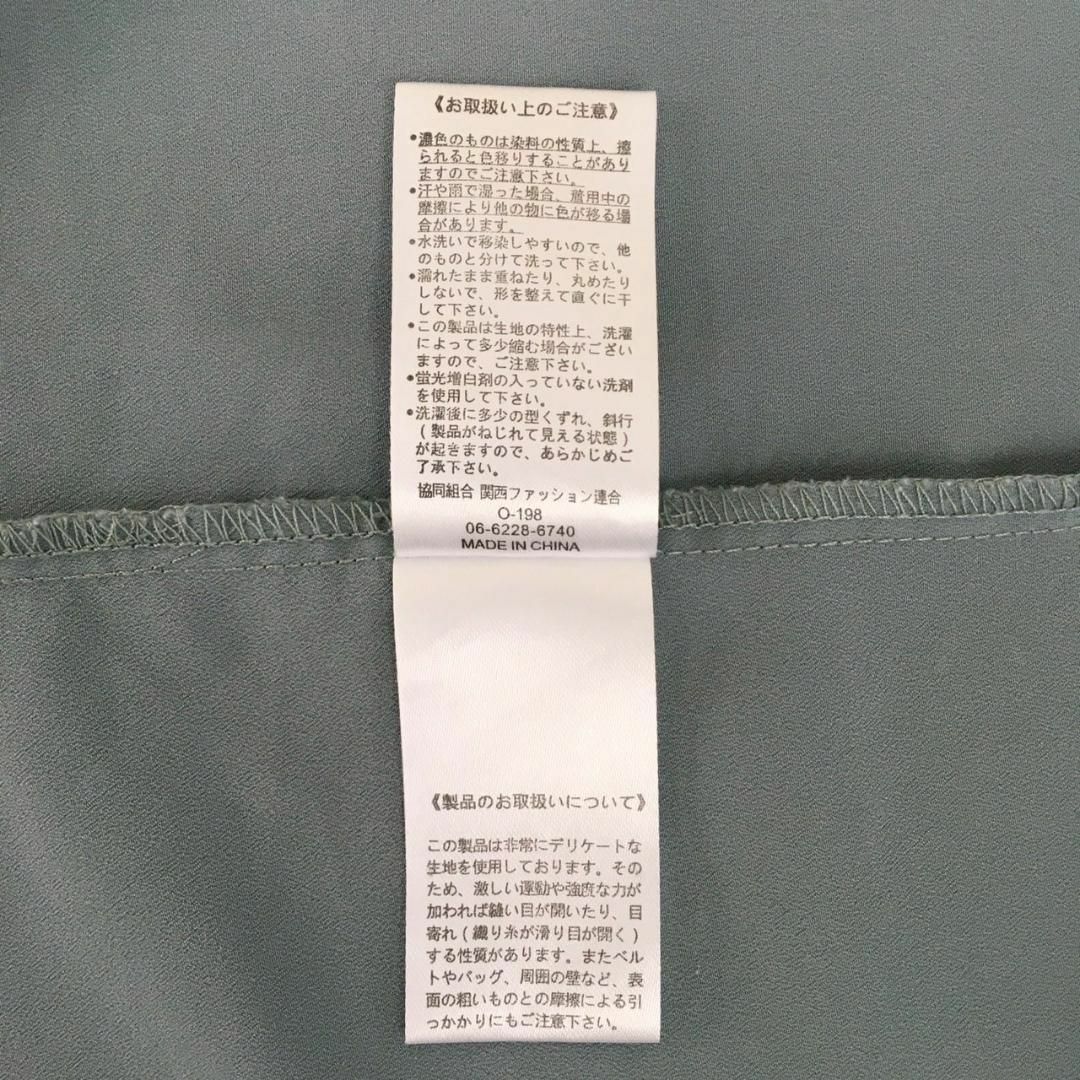 《お取扱い上のご注意》
•濃色のものは染料の性質上、擦
られると色移りすることがあり
ますのでご注意下さい。
•汗や雨で湿った場合、着用中の
摩擦により他の物に色が移る場
合があります。
•水洗いで移染しやすいので、他
のものと分けて洗って下さい。
•濡れたまま重ねたり、丸めたり
しないで、形を整えて直ぐに干
して下さい。
•この製品は生地の特性上、洗濯
によって多少縮む場合がござい
ますので、ご注意下さい。
•蛍光増白剤の入っていない洗剤
を使用して下さい。
•洗濯後に多少の型くずれ、斜行
(製品がねじれて見える状態)
が起きますので、あらかじめご
了承下さい。
協同組合 関西ファッション連合
O-198
06-6228-6740
MADE IN CHINA
《製品のお取扱いについて》
この製品は非常にデリケートな
生地を使用しております。その
ため、激しい運動や強度な力が
加われば縫い目が開いたり、目
寄れ(織り糸が滑り目が開く)
する性質があります。またベル
トやバッグ、周囲の壁など、表
面の粗いものとの摩擦による引
っかかりにもご注意下さい。